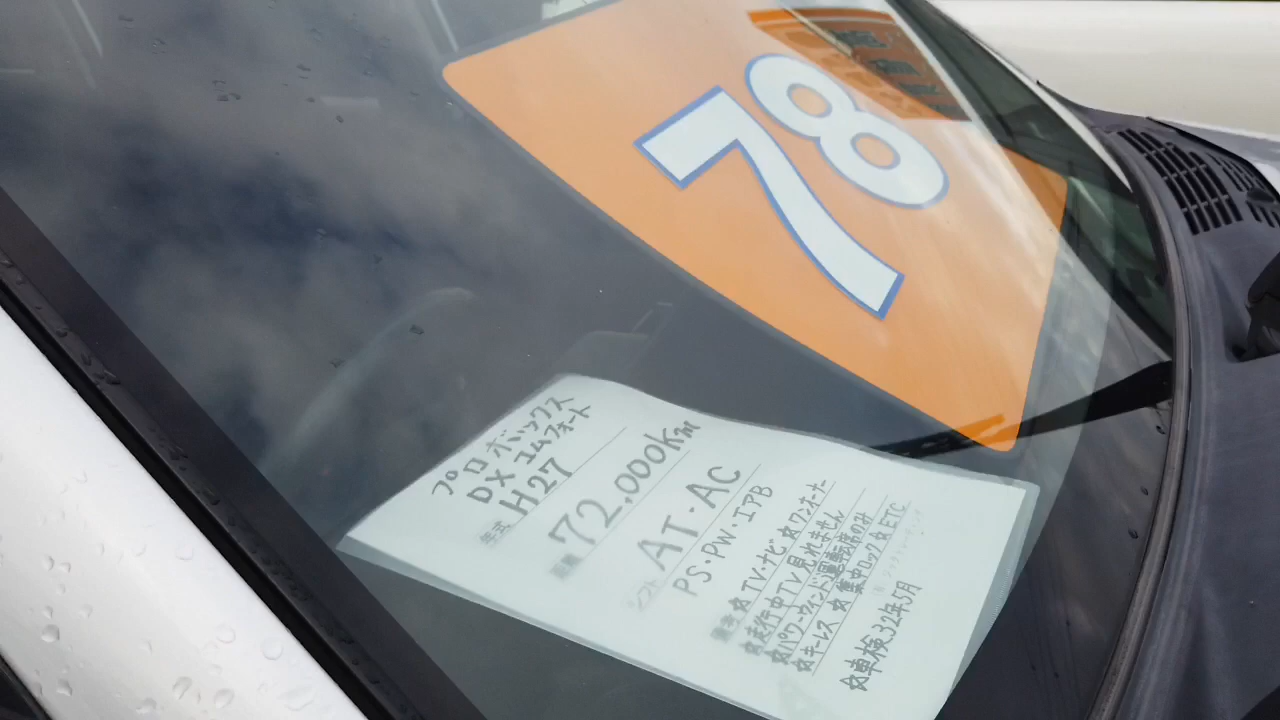 78
プロボックス
DX コムフォート
年式 H27
距離 72,000Km
シフト AT・AC
PS・PW・エアB
装備 ☆TV・ナビ ☆ワンオーナー
☆走行中TV見れません
☆パワーウィンド運転席のみ
☆キーレス ☆集中ロック ☆ETC
☆車検32年5月